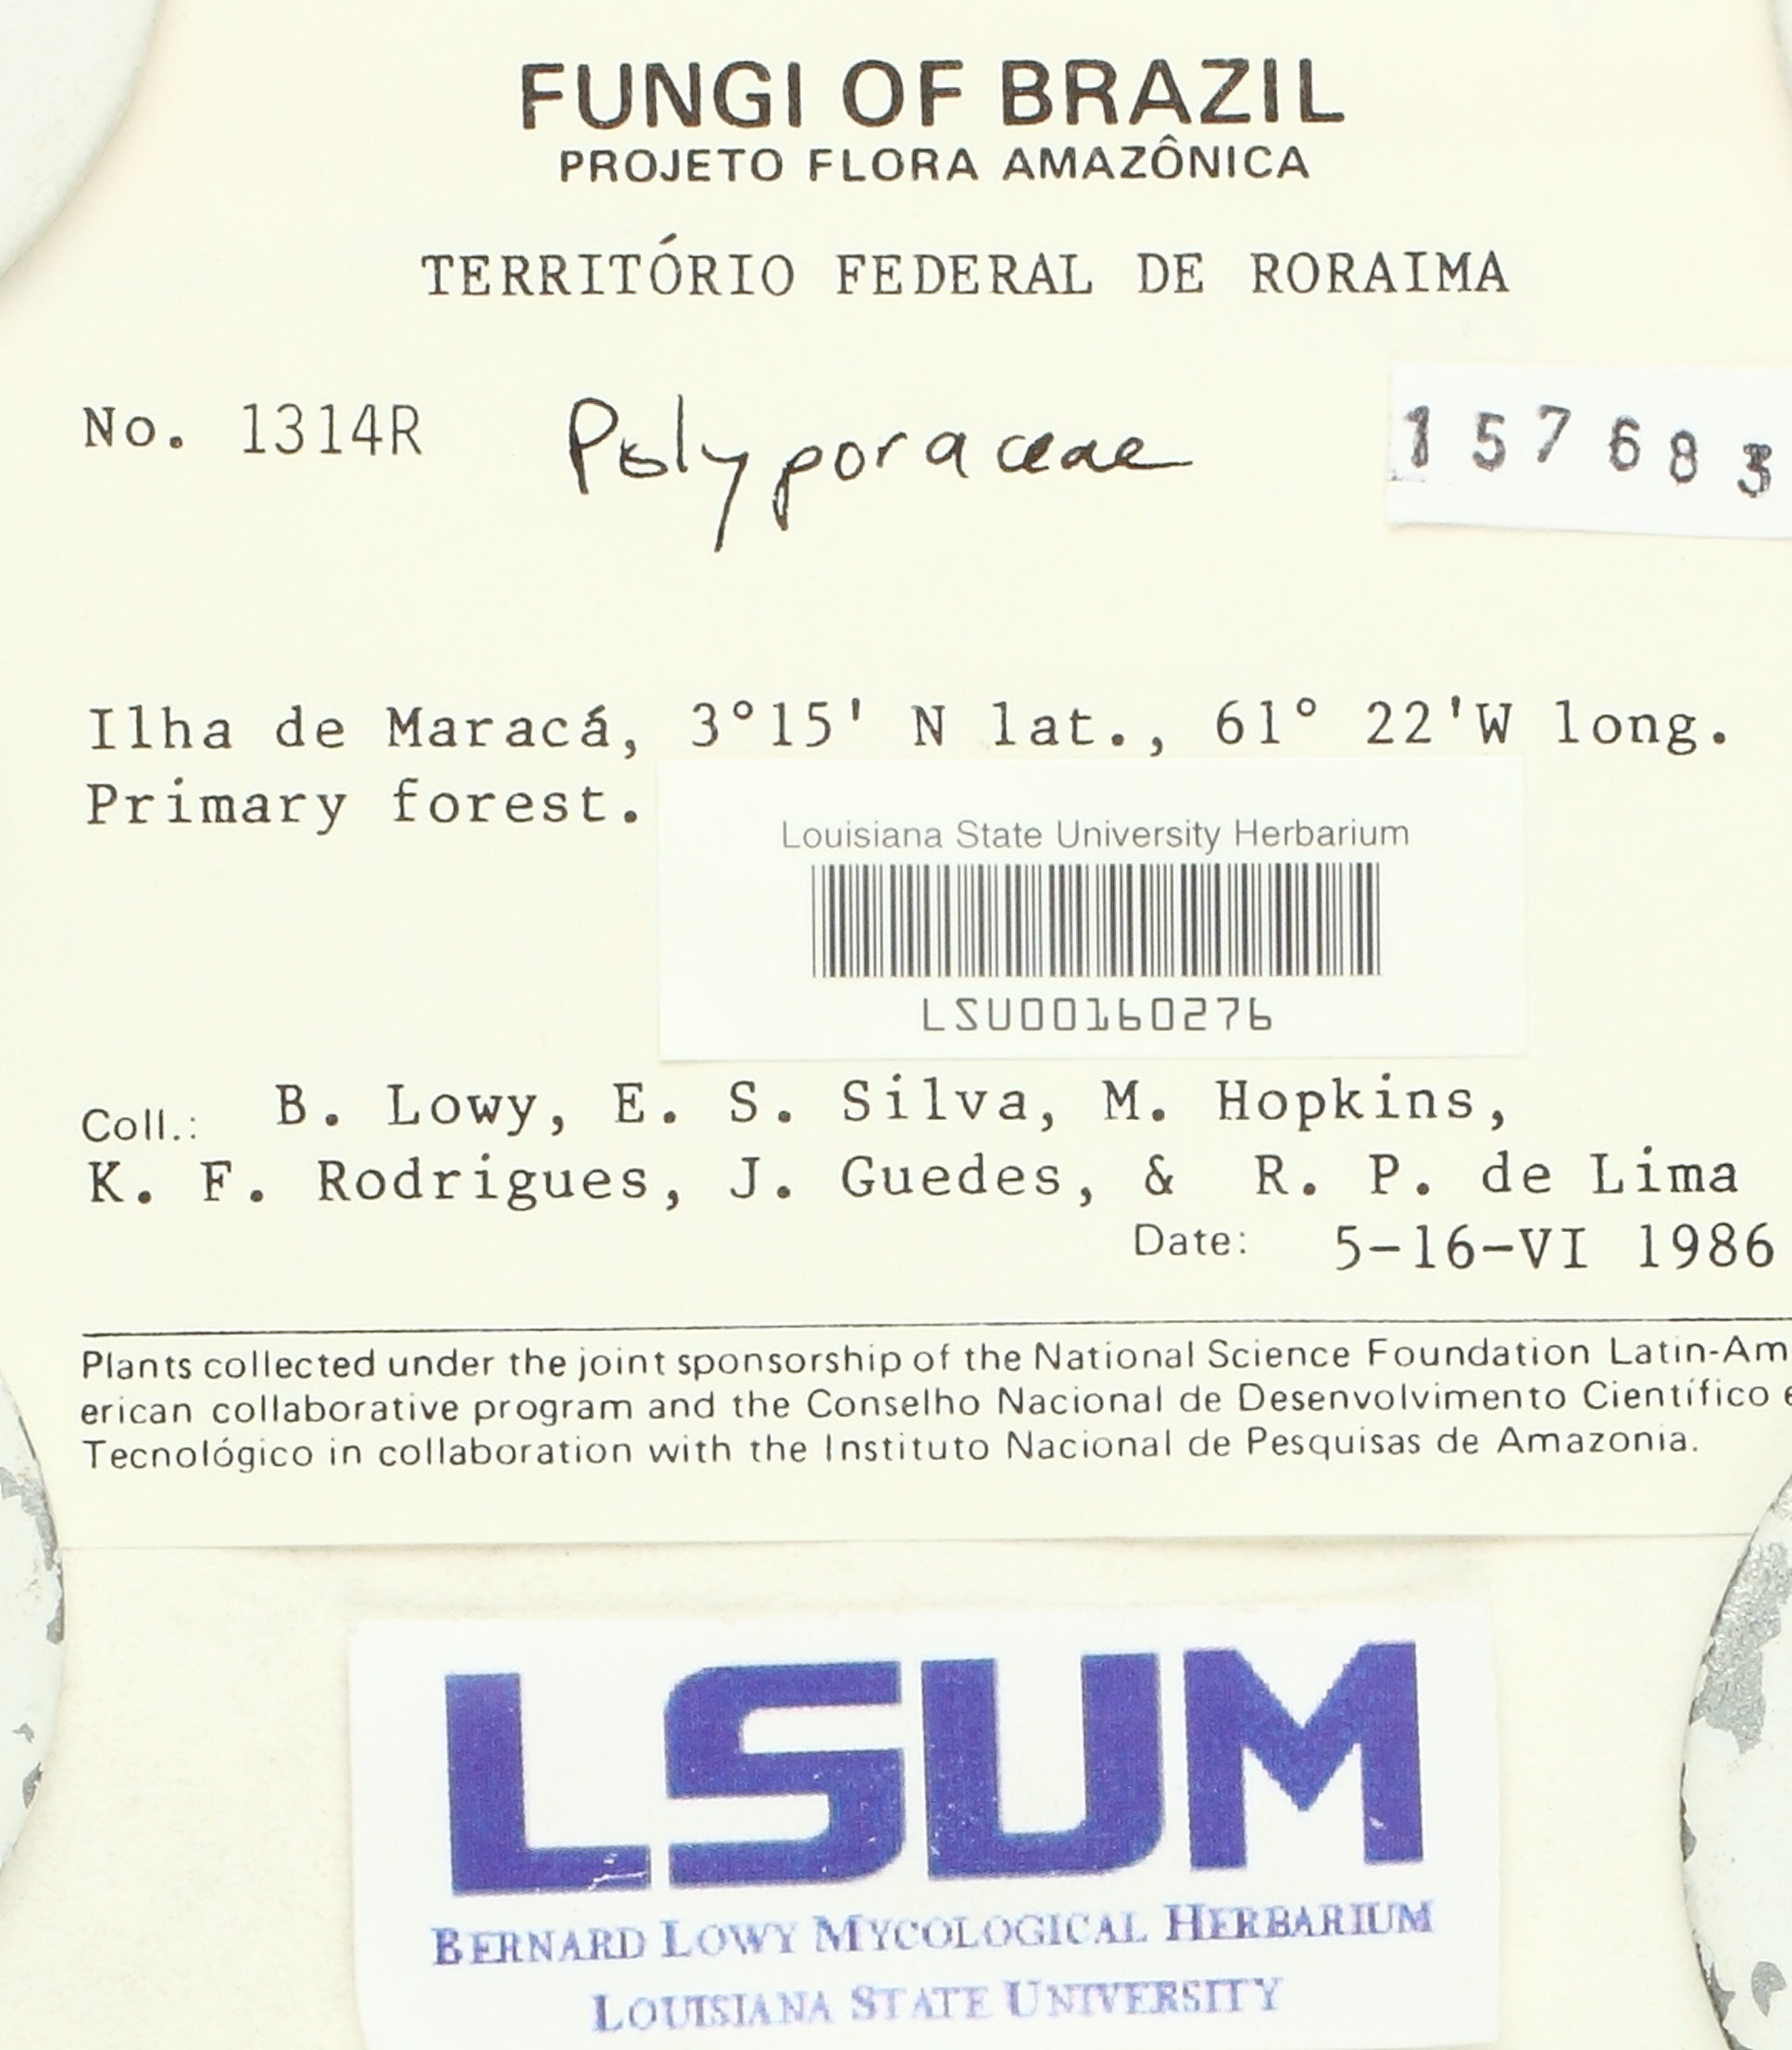 FUNGI OF BRAZIL
PROJETO FLORA AMAZÔNICA
TERRITÓRIO FEDERAL DE RORAIMA
No. 1314R Polyporaceae 157683
Ilha de Maracá, 3°15' N lat., 61° 22'W long.
Primary forest.
Louisiana State University Herbarium
LSU00160276
Coll.: B. Lowy, E. S. Silva, M. Hopkins,
K. F. Rodrigues, J. Guedes, & R. P. de Lima
Date: 5-16-VI 1986
Plants collected under the joint sponsorship of the National Science Foundation Latin-Am
erican collaborative program and the Conselho Nacional de Desenvolvimento Científico e
Tecnológico in collaboration with the Instituto Nacional de Pesquisas de Amazonia.
LSUM
BERNARD LOWY MYCOLOGICAL HERBARIUM
LOUISIANA STATE UNIVERSITY